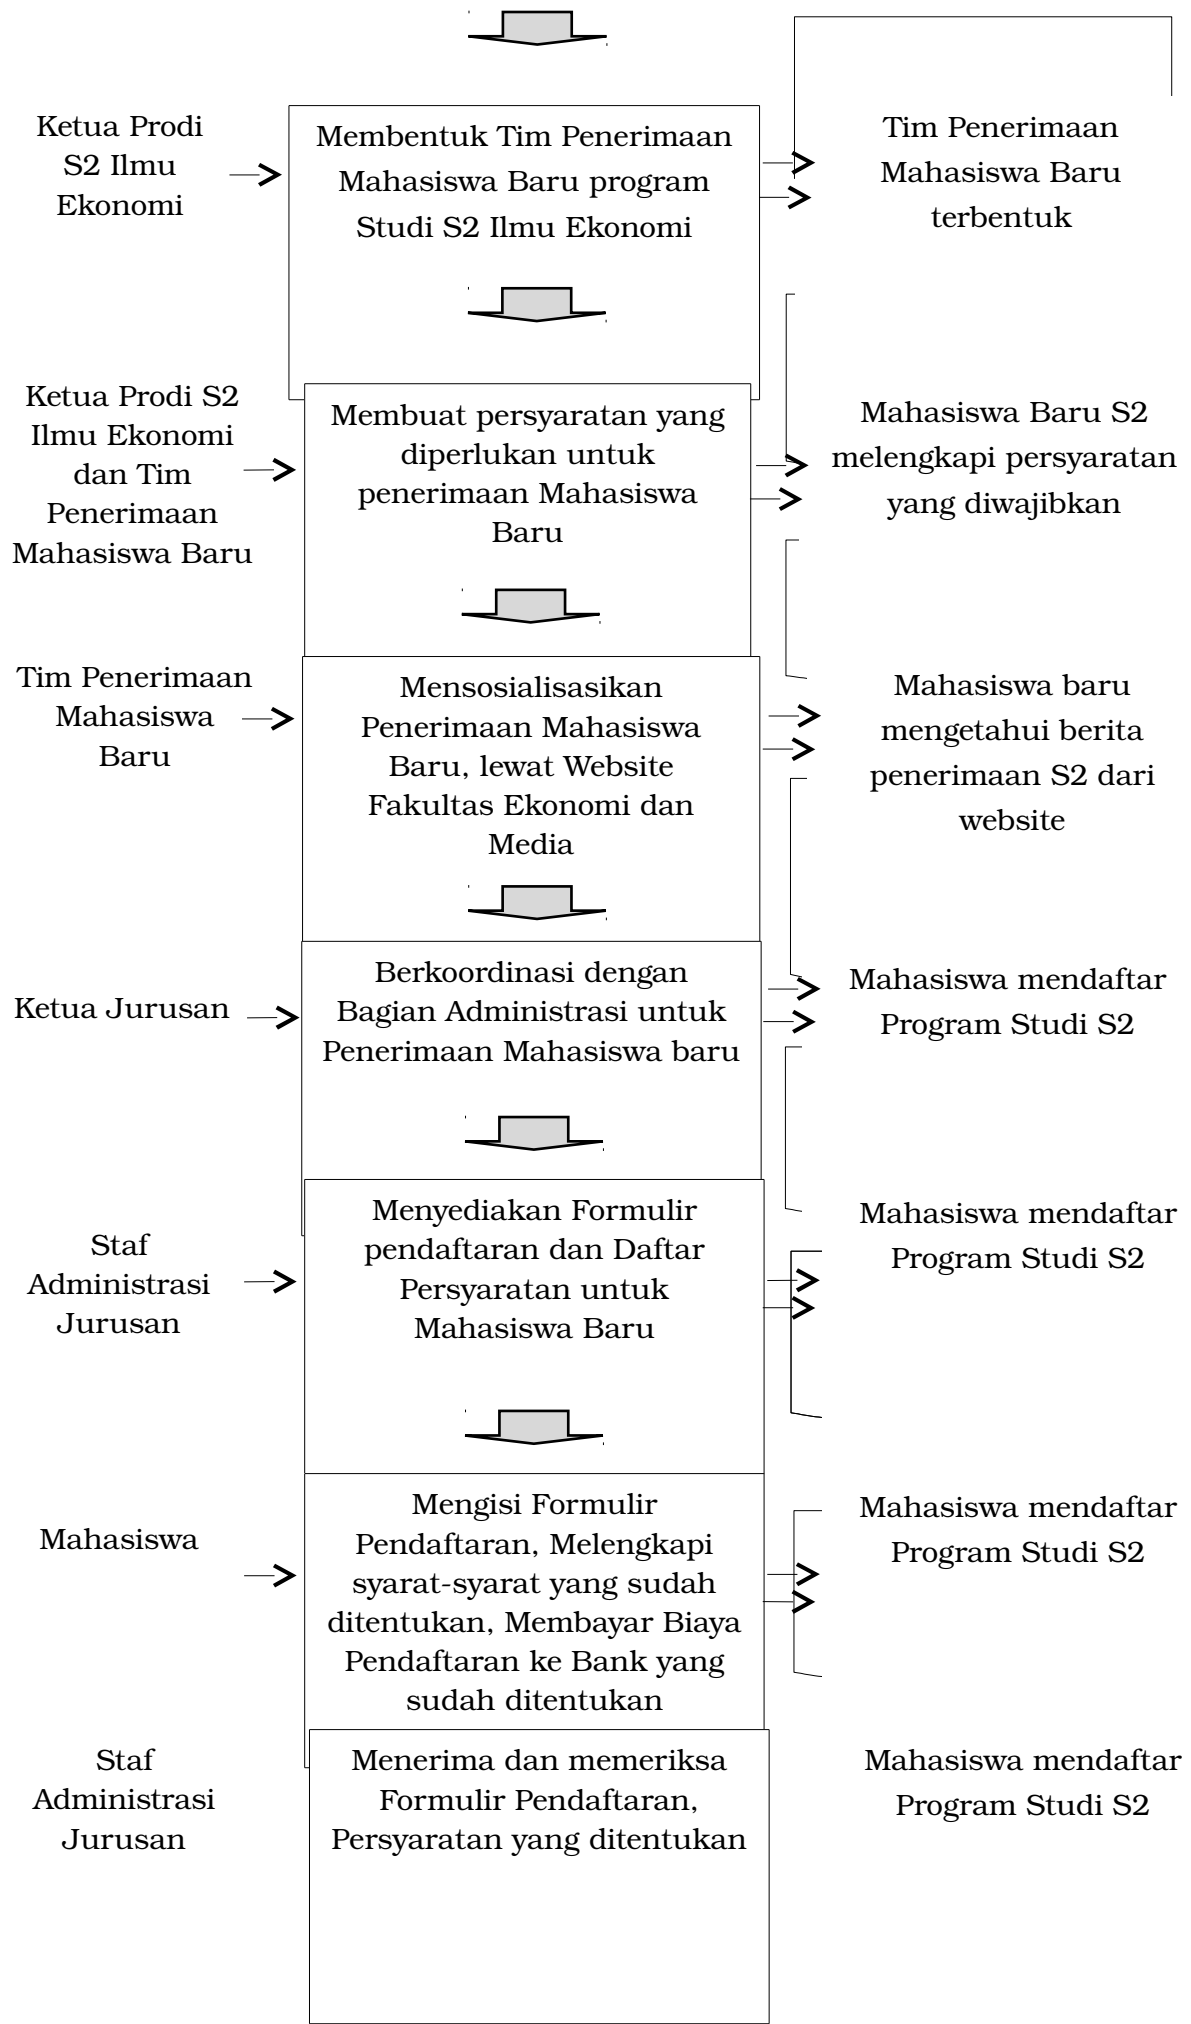 Ketua Prodi
S2 Ilmu
Ekonomi
Membentuk Tim Penerimaan
Mahasiswa Baru program
Studi S2 Ilmu Ekonomi
Tim Penerimaan
Mahasiswa Baru
terbentuk
Ketua Prodi S2
Ilmu Ekonomi
dan Tim
Penerimaan
Mahasiswa Baru
Membuat persyaratan yang
diperlukan untuk
penerimaan Mahasiswa
Baru
Mahasiswa Baru S2
melengkapi persyaratan
yang diwajibkan
Tim Penerimaan
Mahasiswa
Baru
Mensosialisasikan
Penerimaan Mahasiswa
Baru, lewat Website
Fakultas Ekonomi dan
Media
Mahasiswa baru
mengetahui berita
penerimaan S2 dari
website
Ketua Jurusan
Berkoordinasi dengan
Bagian Administrasi untuk
Penerimaan Mahasiswa baru
Mahasiswa mendaftar
Program Studi S2
Staf
Administrasi
Jurusan
Menyediakan Formulir
pendaftaran dan Daftar
Persyaratan untuk
Mahasiswa Baru
Mahasiswa mendaftar
Program Studi S2
Mahasiswa
Mengisi Formulir
Pendaftaran, Melengkapi
syarat-syarat yang sudah
ditentukan, Membayar Biaya
Pendaftaran ke Bank yang
sudah ditentukan
Mahasiswa mendaftar
Program Studi S2
Staf
Administrasi
Jurusan
Menerima dan memeriksa
Formulir Pendaftaran,
Persyaratan yang ditentukan
Mahasiswa mendaftar
Program Studi S2